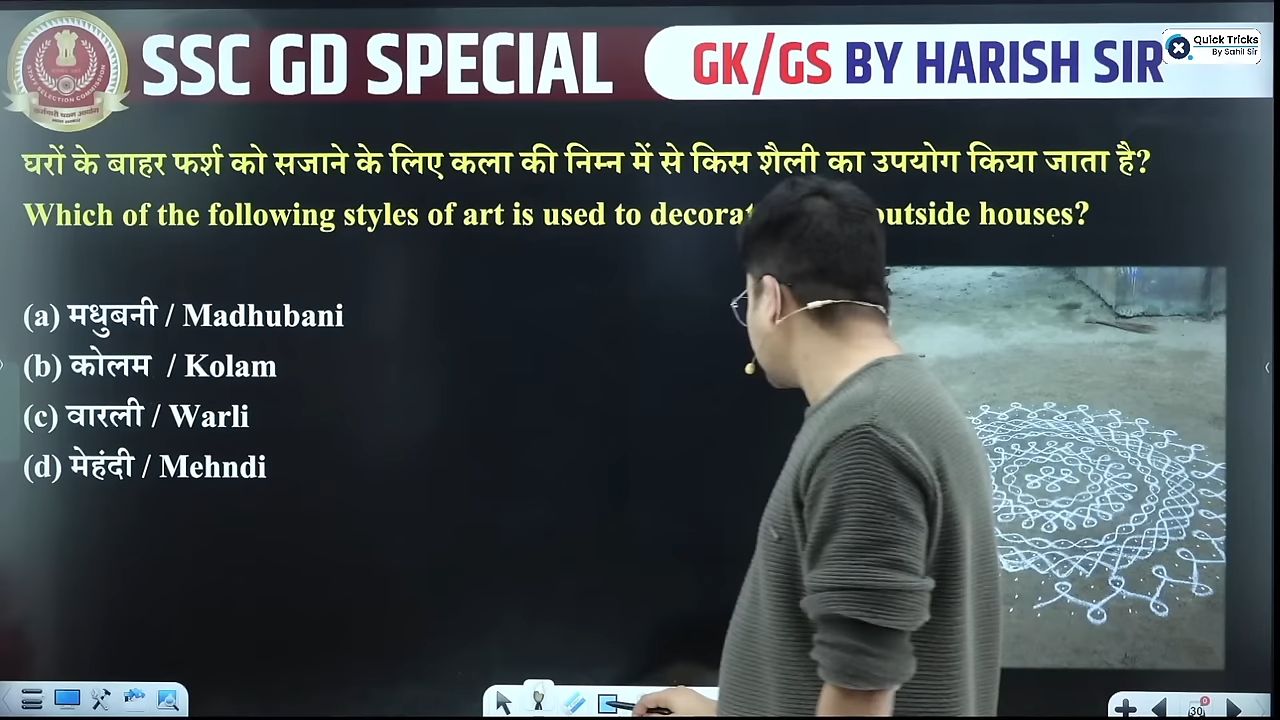 SSC GD SPECIAL
GK/GS BY HARISH SIR
Quick Tricks
By Sahil Sir
घरों के बाहर फर्श को सजाने के लिए कला की निम्न में से किस शैली का उपयोग किया जाता है?
Which of the following styles of art is used to decorat outside houses?
(a) मधुबनी / Madhubani
(b) कोलम / Kolam
(c) वारली / Warli
(d) मेहंदी / Mehndi
30